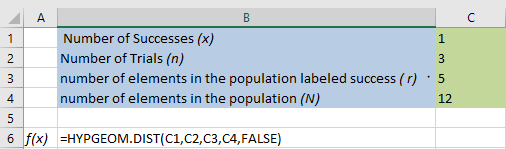 A B C
1 Number of Successes (x) 1
2 Number of Trials (n) 3
3 number of elements in the population labeled success ( r) 5
4 number of elements in the population (N) 12
5
6 f(x) =HYPGEOM.DIST(C1,C2,C3,C4,FALSE)